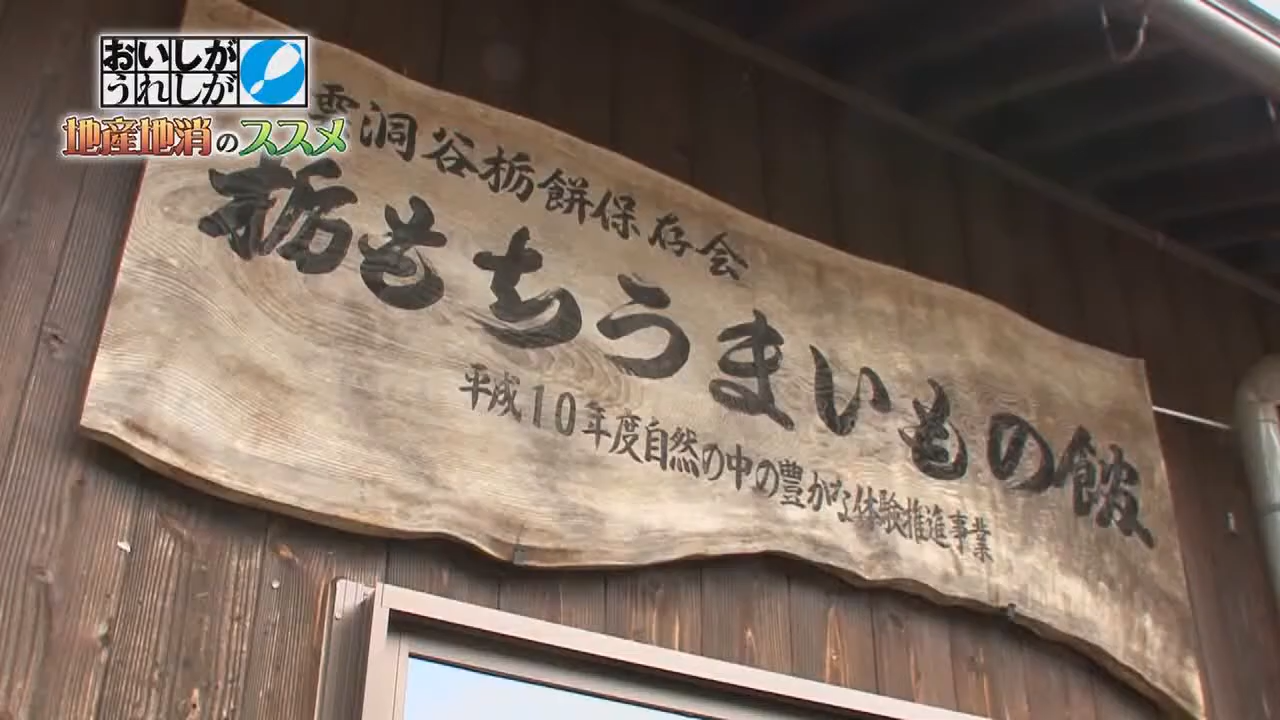 おいしが
うれしが
地産地消のススメ
雲洞谷栃餅保存会
栃もちうまいもの館
平成10年度自然の中の豊かな体験推進事業